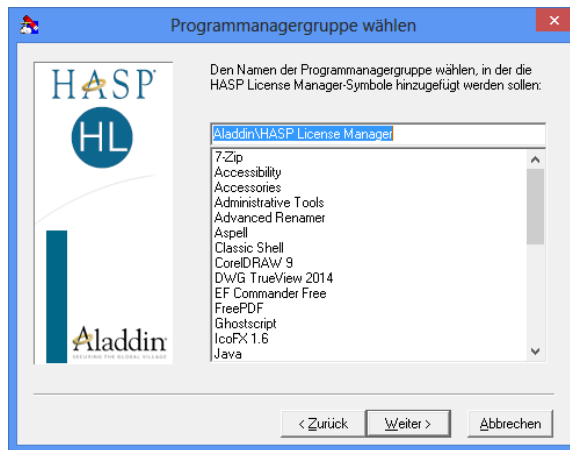 Programmanagergruppe wählen
HASP
HL
Aladdin
SECURING THE GLOBAL VILLAGE
Den Namen der Programmanagergruppe wählen, in der die
HASP License Manager-Symbole hinzugefügt werden sollen:
Aladdin\HASP License Manager
7-Zip
Accessibility
Accessories
Administrative Tools
Advanced Renamer
Aspell
Classic Shell
CorelDRAW 9
DWG TrueView 2014
EF Commander Free
FreePDF
Ghostscript
IcoFX 1.6
Java
< Zurück
Weiter >
Abbrechen